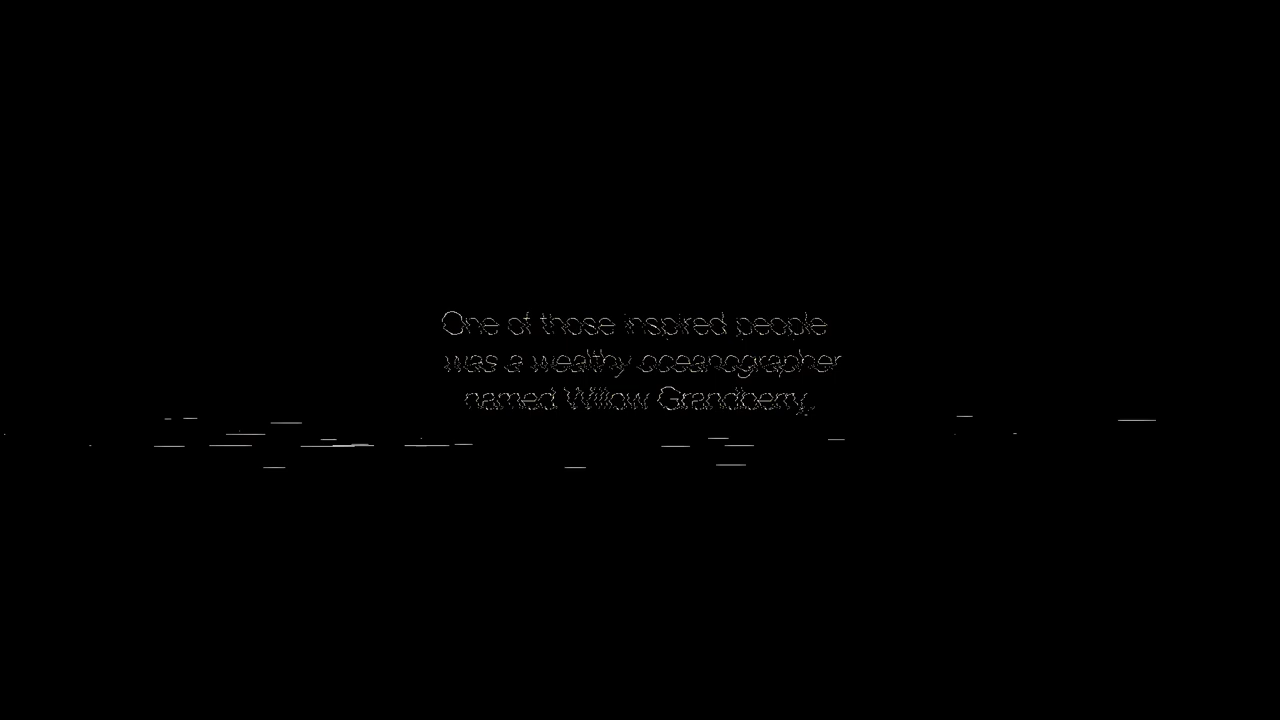 One of those inspired people
was a wealthy oceanographer
named Willow Grandberry.